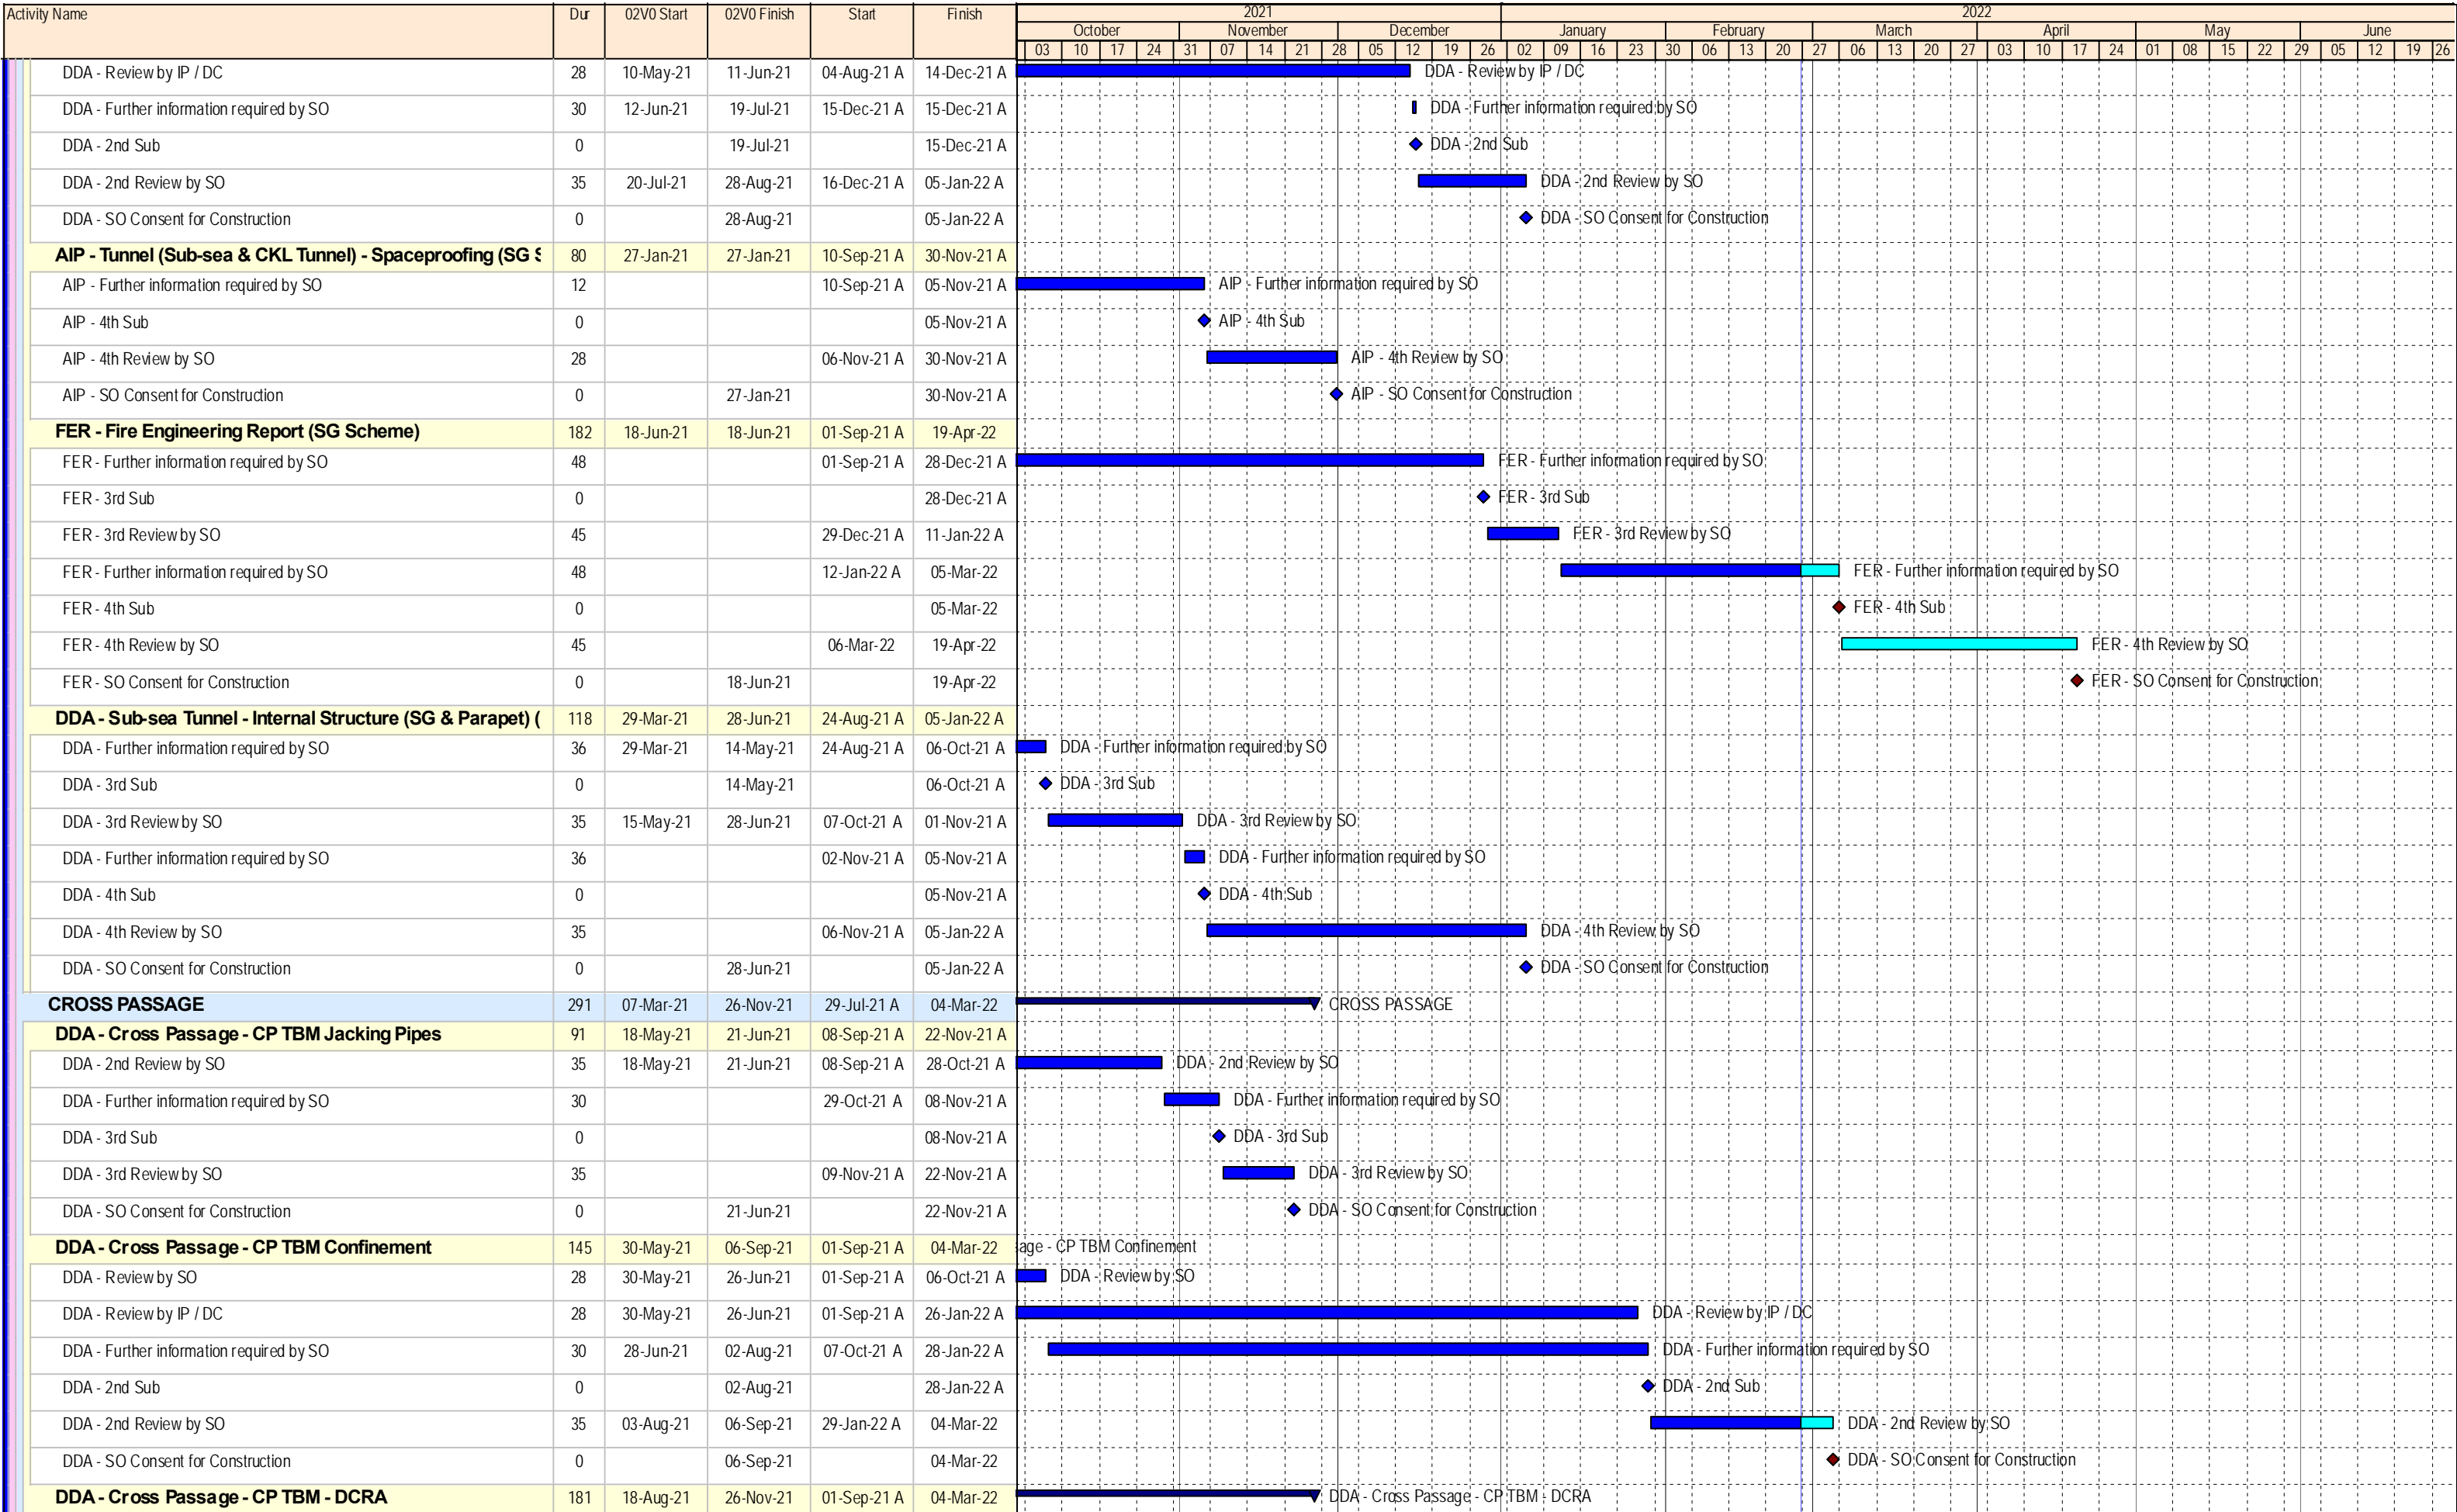 Activity Name Dur 02V0 Start 02V0 Finish Start Finish 2021 2022
October November December January February March April May June
03 10 17 24 31 07 14 21 28 05 12 19 26 02 09 16 23 30 06 13 20 27 06 13 20 27 03 10 17 24 01 08 15 22 29 05 12 19 26
DDA - Review by IP / DC 28 10-May-21 11-Jun-21 04-Aug-21 A 14-Dec-21 A DDA - Review by IP / DC
DDA - Further information required by SO 30 12-Jun-21 19-Jul-21 15-Dec-21 A 15-Dec-21 A DDA - Further information required by SO
DDA - 2nd Sub 0 19-Jul-21 15-Dec-21 A DDA - 2nd Sub
DDA - 2nd Review by SO 35 20-Jul-21 28-Aug-21 16-Dec-21 A 05-Jan-22 A DDA - 2nd Review by SO
DDA - SO Consent for Construction 0 28-Aug-21 05-Jan-22 A DDA - SO Consent for Construction
AIP - Tunnel (Sub-sea & CKL Tunnel) - Spaceproofing (SG S 80 27-Jan-21 27-Jan-21 10-Sep-21 A 30-Nov-21 A
AIP - Further information required by SO 12 10-Sep-21 A 05-Nov-21 A AIP - Further information required by SO
AIP - 4th Sub 0 05-Nov-21 A AIP - 4th Sub
AIP - 4th Review by SO 28 06-Nov-21 A 30-Nov-21 A AIP - 4th Review by SO
AIP - SO Consent for Construction 0 27-Jan-21 30-Nov-21 A AIP - SO Consent for Construction
FER - Fire Engineering Report (SG Scheme) 182 18-Jun-21 18-Jun-21 01-Sep-21 A 19-Apr-22
FER - Further information required by SO 48 01-Sep-21 A 28-Dec-21 A FER - Further information required by SO
FER - 3rd Sub 0 28-Dec-21 A FER - 3rd Sub
FER - 3rd Review by SO 45 29-Dec-21 A 11-Jan-22 A FER - 3rd Review by SO
FER - Further information required by SO 48 12-Jan-22 A 05-Mar-22 FER - Further information required by SO
FER - 4th Sub 0 05-Mar-22 FER - 4th Sub
FER - 4th Review by SO 45 06-Mar-22 19-Apr-22 FER - 4th Review by SO
FER - SO Consent for Construction 0 18-Jun-21 19-Apr-22 FER - SO Consent for Construction
DDA - Sub-sea Tunnel - Internal Structure (SG & Parapet) ( 118 29-Mar-21 28-Jun-21 24-Aug-21 A 05-Jan-22 A
DDA - Further information required by SO 36 29-Mar-21 14-May-21 24-Aug-21 A 06-Oct-21 A DDA - Further information required by SO
DDA - 3rd Sub 0 14-May-21 06-Oct-21 A DDA - 3rd Sub
DDA - 3rd Review by SO 35 15-May-21 28-Jun-21 07-Oct-21 A 01-Nov-21 A DDA - 3rd Review by SO
DDA - Further information required by SO 36 02-Nov-21 A 05-Nov-21 A DDA - Further information required by SO
DDA - 4th Sub 0 05-Nov-21 A DDA - 4th Sub
DDA - 4th Review by SO 35 06-Nov-21 A 05-Jan-22 A DDA - 4th Review by SO
DDA - SO Consent for Construction 0 28-Jun-21 05-Jan-22 A DDA - SO Consent for Construction
CROSS PASSAGE 291 07-Mar-21 26-Nov-21 29-Jul-21 A 04-Mar-22 CROSS PASSAGE
DDA - Cross Passage - CP TBM Jacking Pipes 91 18-May-21 21-Jun-21 08-Sep-21 A 22-Nov-21 A
DDA - 2nd Review by SO 35 18-May-21 21-Jun-21 08-Sep-21 A 28-Oct-21 A DDA - 2nd Review by SO
DDA - Further information required by SO 30 29-Oct-21 A 08-Nov-21 A DDA - Further information required by SO
DDA - 3rd Sub 0 08-Nov-21 A DDA - 3rd Sub
DDA - 3rd Review by SO 35 09-Nov-21 A 22-Nov-21 A DDA - 3rd Review by SO
DDA - SO Consent for Construction 0 21-Jun-21 22-Nov-21 A DDA - SO Consent for Construction
DDA - Cross Passage - CP TBM Confinement 145 30-May-21 06-Sep-21 01-Sep-21 A 04-Mar-22 age - CP TBM Confinement
DDA - Review by SO 28 30-May-21 26-Jun-21 01-Sep-21 A 06-Oct-21 A DDA - Review by SO
DDA - Review by IP / DC 28 30-May-21 26-Jun-21 01-Sep-21 A 26-Jan-22 A DDA - Review by IP / DC
DDA - Further information required by SO 30 28-Jun-21 02-Aug-21 07-Oct-21 A 28-Jan-22 A DDA - Further information required by SO
DDA - 2nd Sub 0 02-Aug-21 28-Jan-22 A DDA - 2nd Sub
DDA - 2nd Review by SO 35 03-Aug-21 06-Sep-21 29-Jan-22 A 04-Mar-22 DDA - 2nd Review by SO
DDA - SO Consent for Construction 0 06-Sep-21 04-Mar-22 DDA - SO Consent for Construction
DDA - Cross Passage - CP TBM - DCRA 181 18-Aug-21 26-Nov-21 01-Sep-21 A 04-Mar-22 DDA - Cross Passage - CP TBM - DCRA